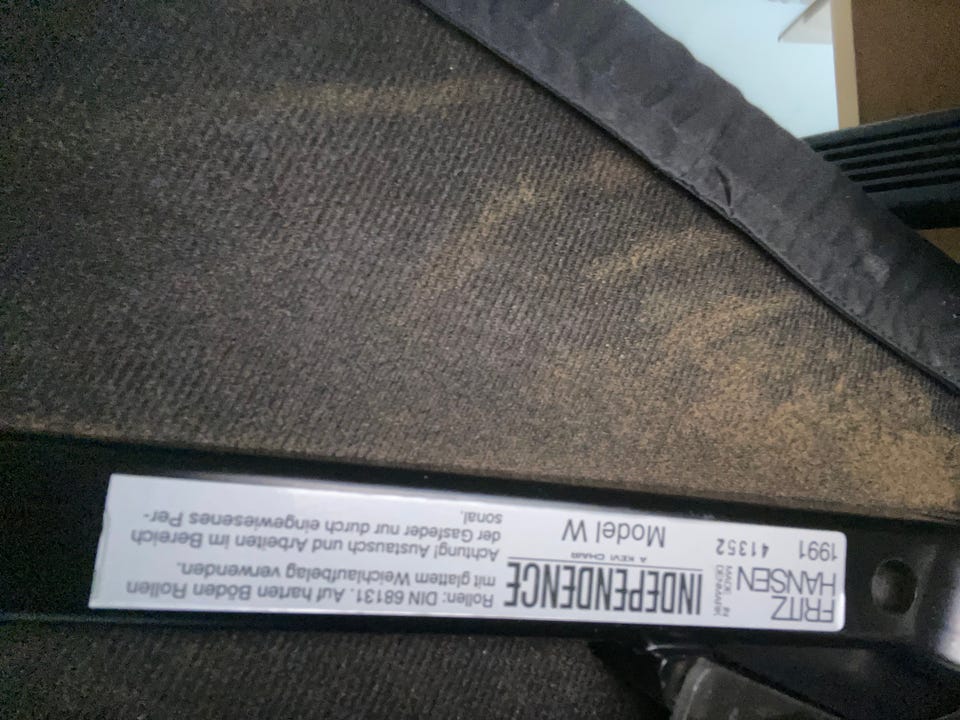 FRITZ
HANSEN
1991
MADE IN
DENMARK
41352
INDEPENDENCE
A KEVI CHAIR
Model W
Rollen: DIN 68131. Auf harten Böden Rollen
mit glattem Weichlaufbelag verwenden.
Achtung! Austausch und Arbeiten im Bereich
der Gasfeder nur durch eingewiesenes Per-
sonal.